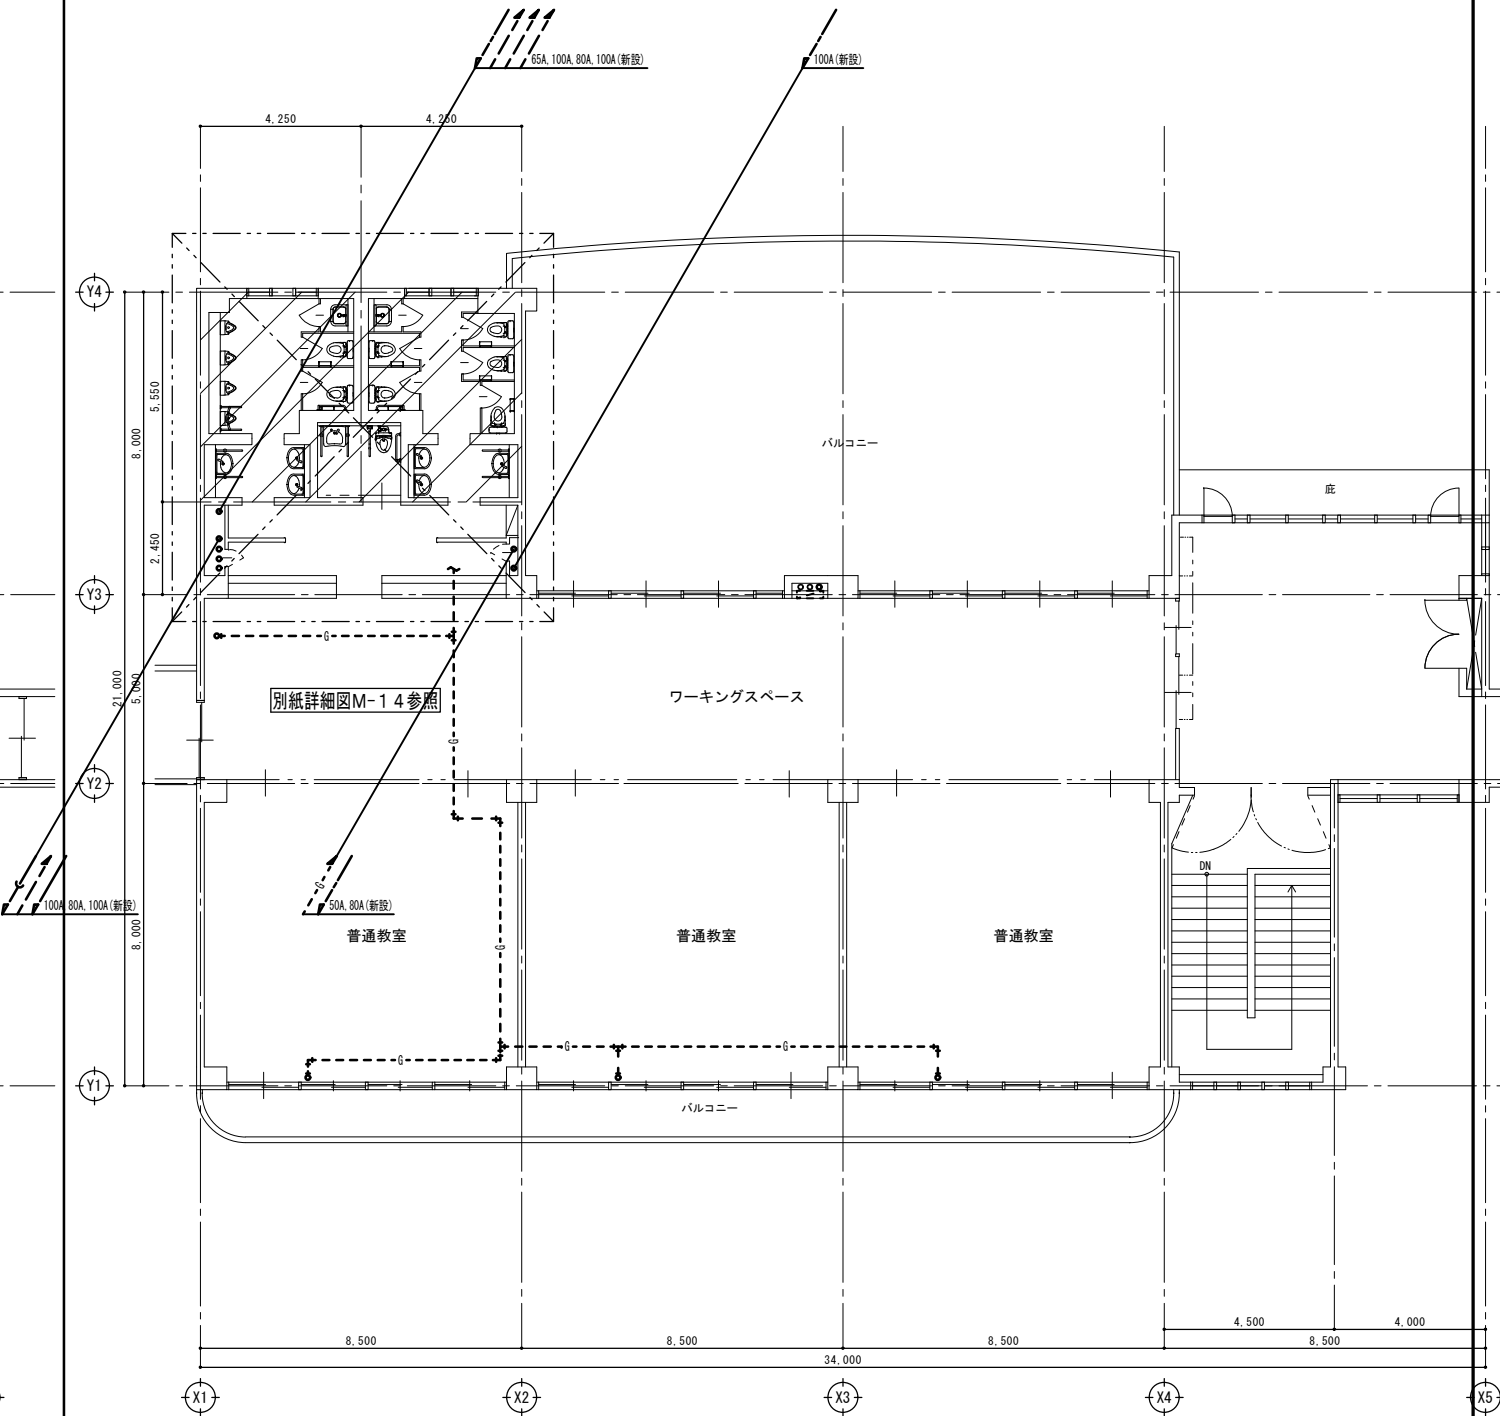 65A, 100A, 80A, 100A(新設)
100A(新設)
4,250
4,250
Y4
5,550
8,000
バルコニー
庇
2,450
Y3
G
21,000
5,000
別紙詳細図M-14参照
ワーキングスペース
G
Y2
DN
G
100A, 80A, 100A(新設)
50A, 80A(新設)
8,000
普通教室
普通教室
普通教室
G
G
G
G
Y1
バルコニー
4,500
4,000
8,500
8,500
8,500
8,500
34,000
X1
X2
X3
X4
X5